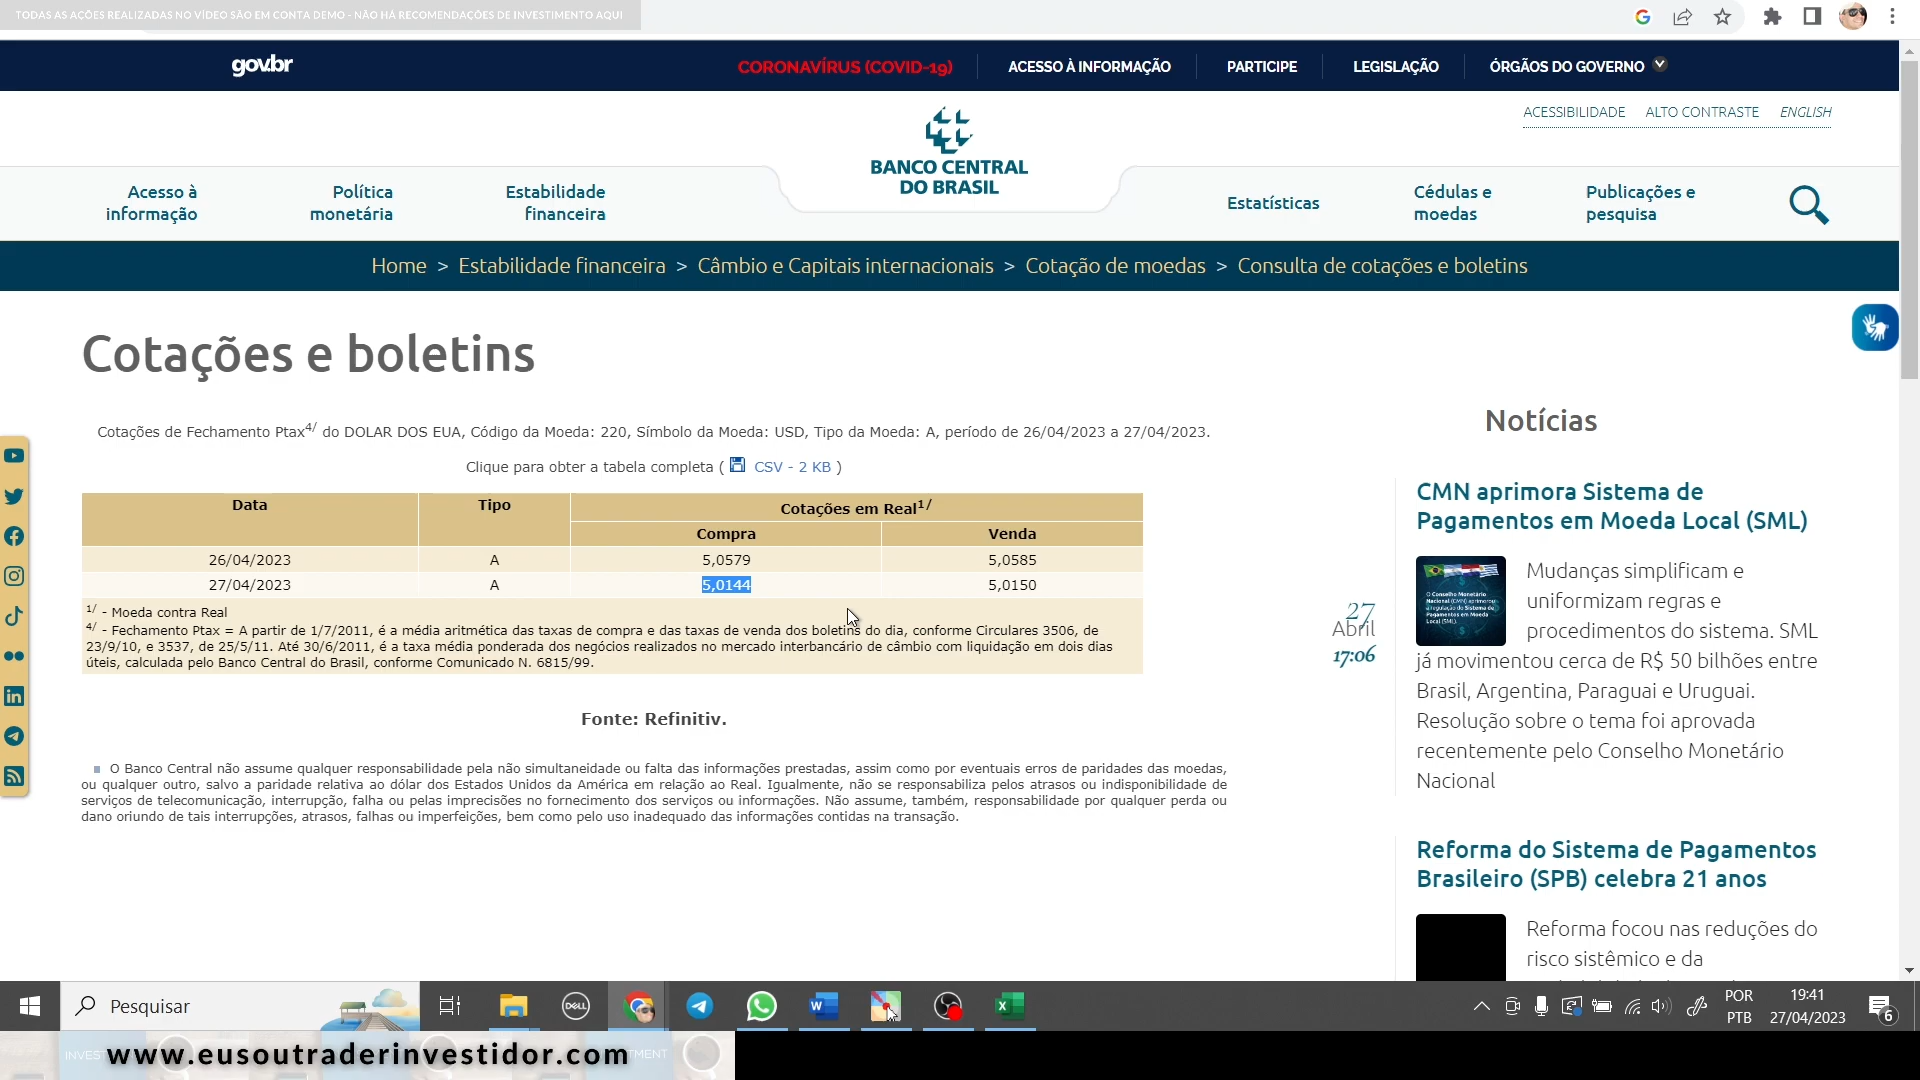 TODAS AS AÇÕES REALIZADAS NO VÍDEO SÃO EM CONTA DEMO - NÃO HÁ RECOMENDAÇÕES DE INVESTIMENTO AQUI
gov.br
CORONAVÍRUS (COVID-19)
ACESSO À INFORMAÇÃO
PARTICIPE
LEGISLAÇÃO
ÓRGÃOS DO GOVERNO
ACESSIBILIDADE
ALTO CONTRASTE
ENGLISH
BANCO CENTRAL
DO BRASIL
Acesso à
informação
Política
monetária
Estabilidade
financeira
Estatísticas
Cédulas e
moedas
Publicações e
pesquisa
Home > Estabilidade financeira > Câmbio e Capitais internacionais > Cotação de moedas > Consulta de cotações e boletins
Cotações e boletins
Cotações de Fechamento Ptax4/ do DOLAR DOS EUA, Código da Moeda: 220, Símbolo da Moeda: USD, Tipo da Moeda: A, período de 26/04/2023 a 27/04/2023.
Clique para obter a tabela completa ( CSV - 2 KB )
Data Tipo Cotações em Real1/
Compra Venda
26/04/2023 A 5,0579 5,0585
27/04/2023 A 5,0144 5,0150
1/ - Moeda contra Real
4/ - Fechamento Ptax = A partir de 1/7/2011, é a média aritmética das taxas de compra e das taxas de venda dos boletins do dia, conforme Circulares 3506, de
23/9/10, e 3537, de 25/5/11. Até 30/6/2011, é a taxa média ponderada dos negócios realizados no mercado interbancário de câmbio com liquidação em dois dias
úteis, calculada pelo Banco Central do Brasil, conforme Comunicado N. 6815/99.
Fonte: Refinitiv.
O Banco Central não assume qualquer responsabilidade pela não simultaneidade ou falta das informações prestadas, assim como por eventuais erros de paridades das moedas,
ou qualquer outro, salvo a paridade relativa ao dólar dos Estados Unidos da América em relação ao Real. Igualmente, não se responsabiliza pelos atrasos ou indisponibilidade de
serviços de telecomunicação, interrupção, falha ou pelas imprecisões no fornecimento dos serviços ou informações. Não assume, também, responsabilidade por qualquer perda ou
dano oriundo de tais interrupções, atrasos, falhas ou imperfeições, bem como pelo uso inadequado das informações contidas na transação.
Notícias
27
Abril
17:06
CMN aprimora Sistema de
Pagamentos em Moeda Local (SML)
Mudanças simplificam e
uniformizam regras e
procedimentos do sistema. SML
já movimentou cerca de R$ 50 bilhões entre
Brasil, Argentina, Paraguai e Uruguai.
Resolução sobre o tema foi aprovada
recentemente pelo Conselho Monetário
Nacional
Reforma do Sistema de Pagamentos
Brasileiro (SPB) celebra 21 anos
Reforma focou nas reduções do
risco sistêmico e da
Pesquisar
DELL
POR
PTB
19:41
27/04/2023
6
www.eusoutraderinvestidor.com